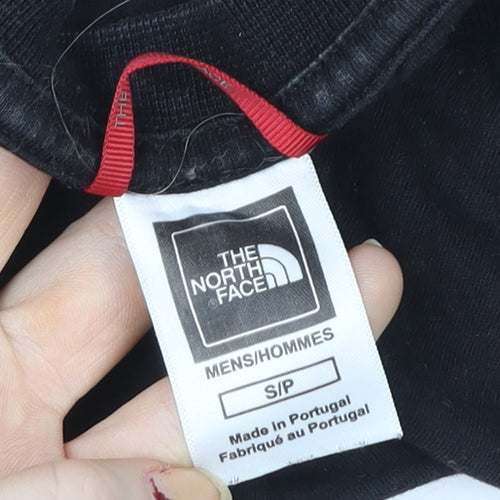 THE
NORTH
FACE
MENS/HOMMES
S/P
Made in Portugal
Fabriqué au Portugal